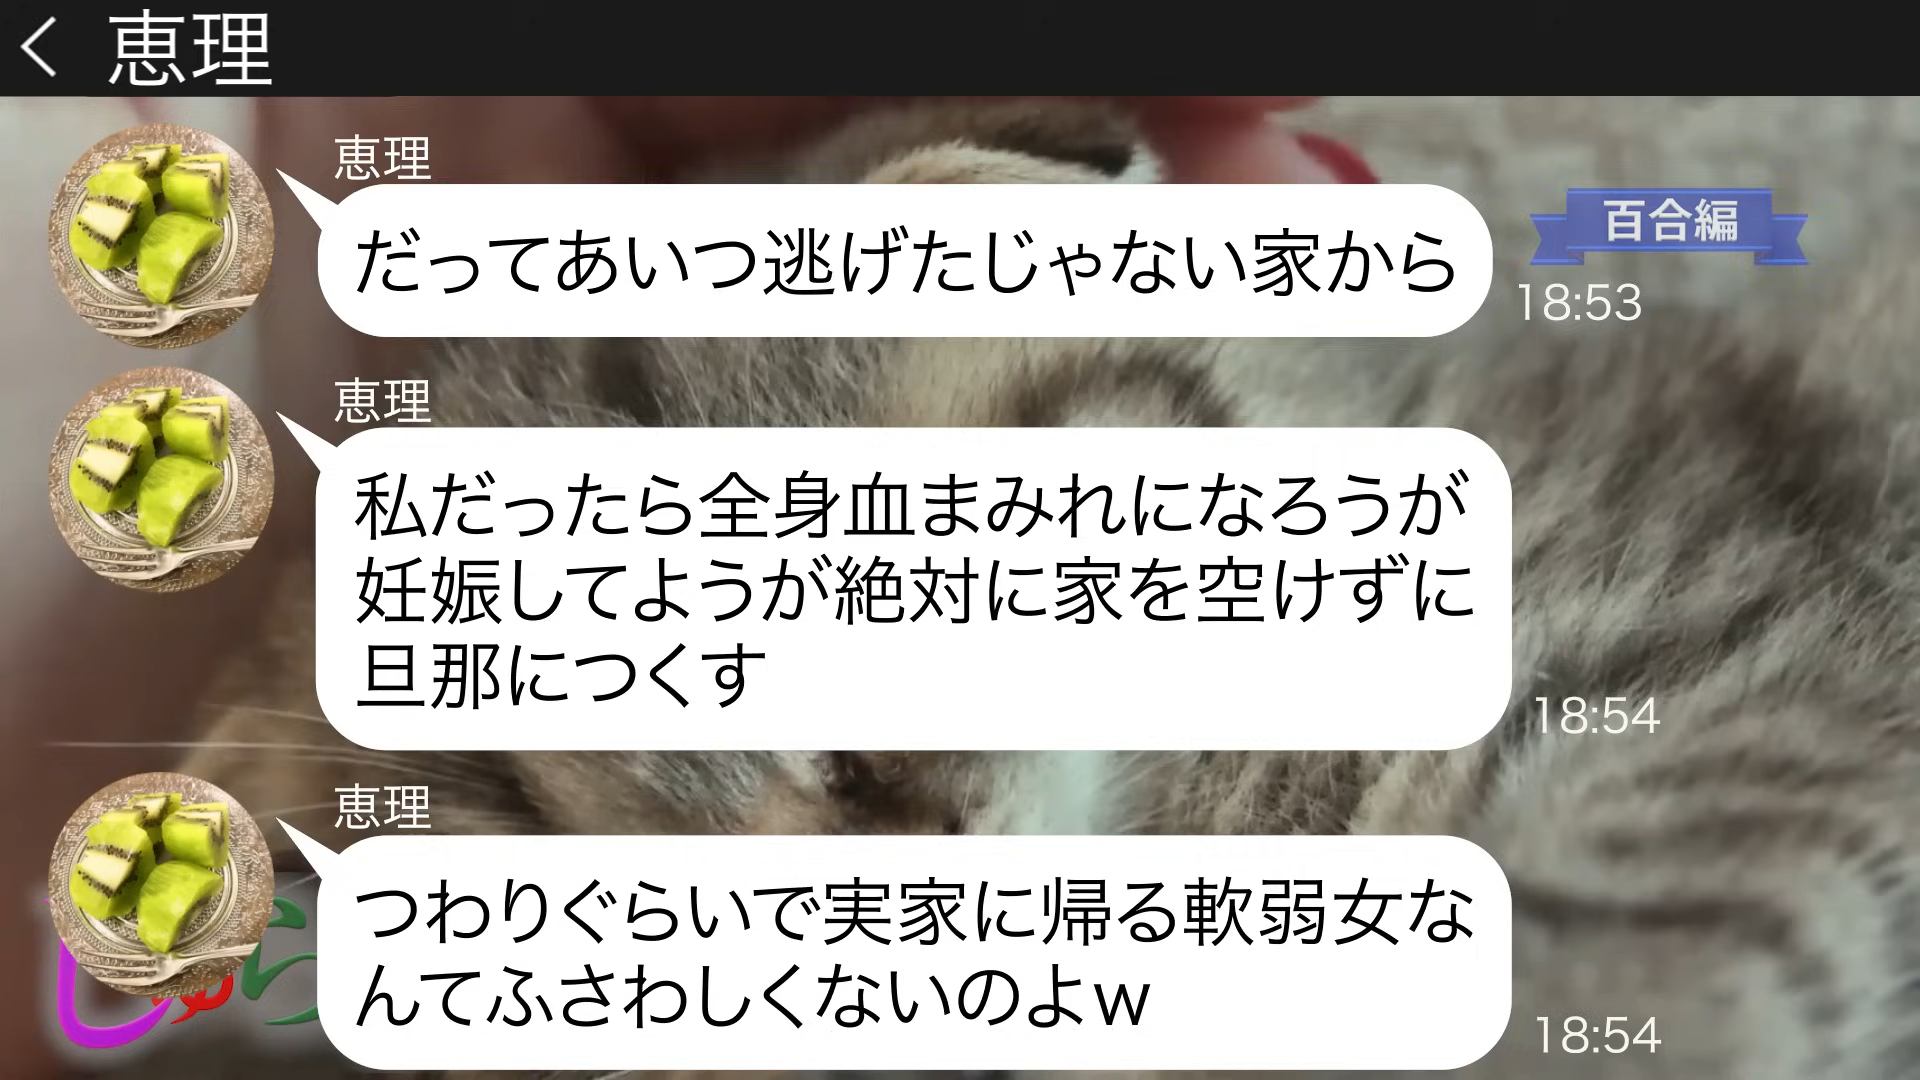 恵理
恵理
だってあいつ逃げたじゃない家から
百合編
18:53
恵理
私だったら全身血まみれになろうが
妊娠してようが絶対に家を空けずに
旦那につくす
18:54
恵理
つわりぐらいで実家に帰る軟弱女な
んてふさわしくないのよw
18:54